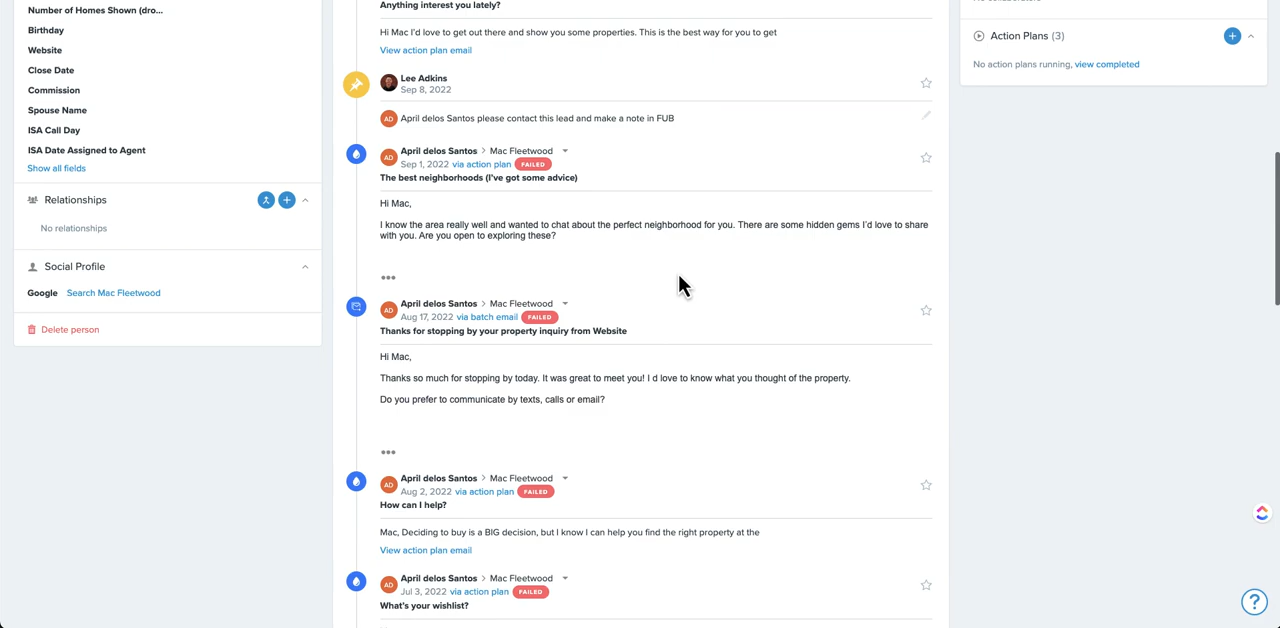 Number of Homes Shown (dro...
Birthday
Website
Close Date
Commission
Spouse Name
ISA Call Day
ISA Date Assigned to Agent
Show all fields
Relationships
No relationships
Social Profile
Google Search Mac Fleetwood
Delete person
Anything interest you lately?
Hi Mac I'd love to get out there and show you some properties. This is the best way for you to get
View action plan email
Lee Adkins
Sep 8, 2022
AD April delos Santos please contact this lead and make a note in FUB
AD
April delos Santos > Mac Fleetwood
Sep 1, 2022 via action plan FAILED
The best neighborhoods (I've got some advice)
Hi Mac,
I know the area really well and wanted to chat about the perfect neighborhood for you. There are some hidden gems I'd love to share
with you. Are you open to exploring these?
•••
AD
April delos Santos > Mac Fleetwood
Aug 17, 2022 via batch email FAILED
Thanks for stopping by your property inquiry from Website
Hi Mac,
Thanks so much for stopping by today. It was great to meet you! I d love to know what you thought of the property.
Do you prefer to communicate by texts, calls or email?
•••
AD
April delos Santos > Mac Fleetwood
Aug 2, 2022 via action plan FAILED
How can I help?
Mac, Deciding to buy is a BIG decision, but I know I can help you find the right property at the
View action plan email
AD
April delos Santos > Mac Fleetwood
Jul 3, 2022 via action plan FAILED
What's your wishlist?
Action Plans (3)
No action plans running, view completed
?